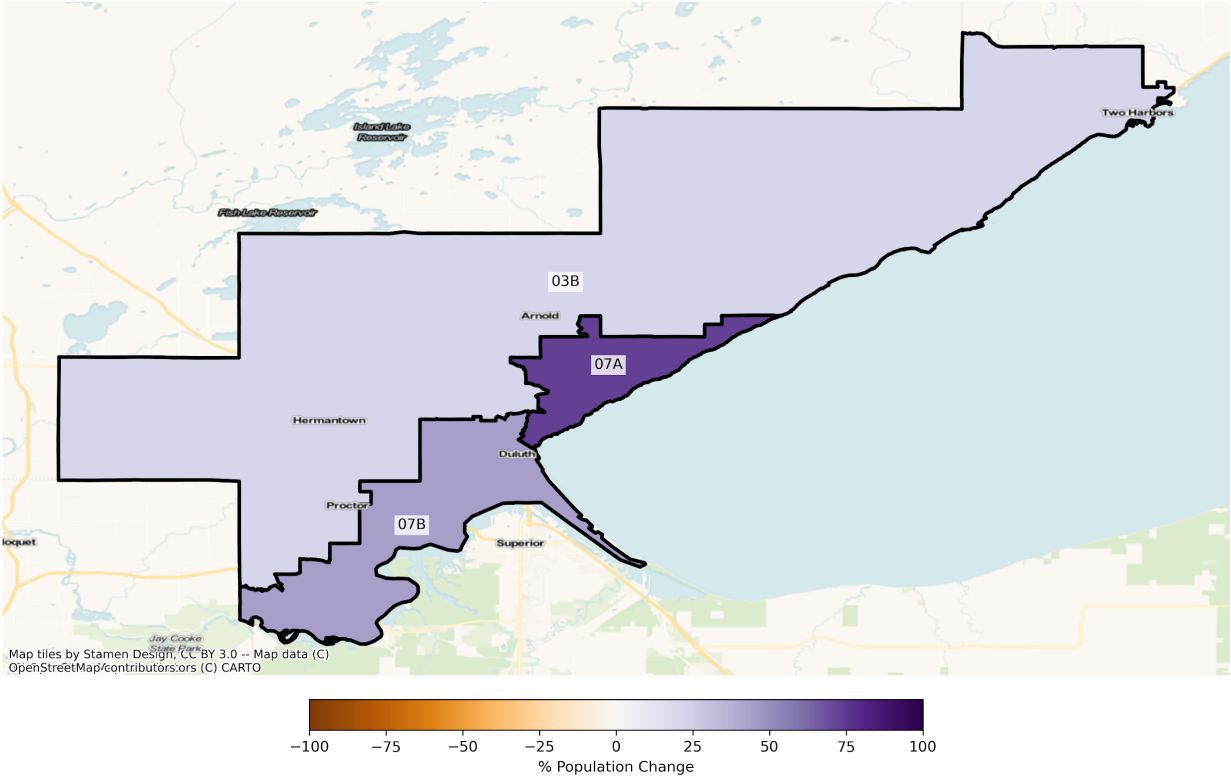 Island Lake
Reservoir
Two Harbors
Fish Lake Reservoir
03B
Arnold
07A
Hermantown
Duluth
Proctor
07B
loquet
Superior
Jay Cooke
State Park
Map tiles by Stamen Design, CC BY 3.0 -- Map data (C)
OpenStreetMap contributors
(C) CARTO
−100 −75 −50 −25 0 25 50 75 100
% Population Change